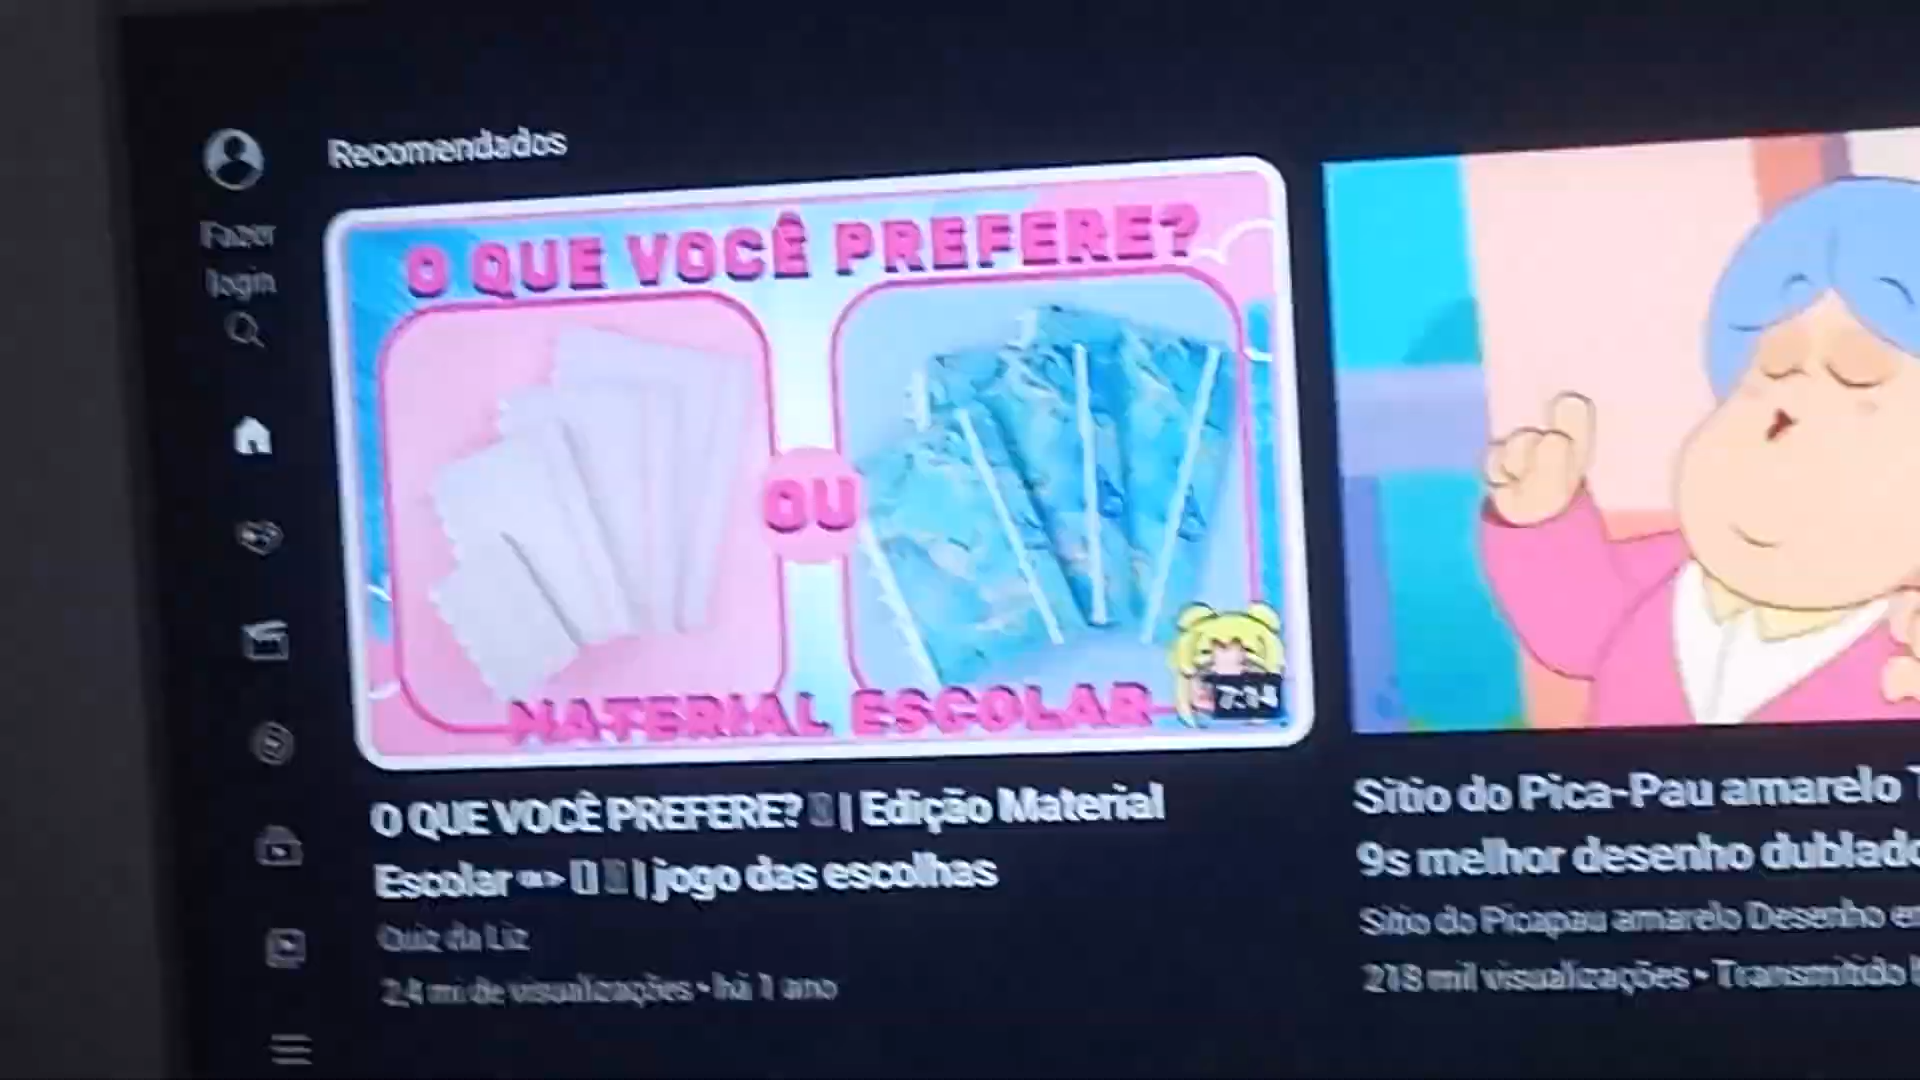 Recomendados
Fazer
login
O QUE VOCÊ PREFERE?
OU
MATERIAL ESCOLAR
7:14
O QUE VOCÊ PREFERE? | Edição Material
Escolar | jogo das escolhas
Quiz da Liz
2,4 mi de visualizações • há 1 ano
Sítio do Pica-Pau amarelo
9s melhor desenho dublado
Sítio do Picapau amarelo Desenho
218 mil visualizações • Transmitido